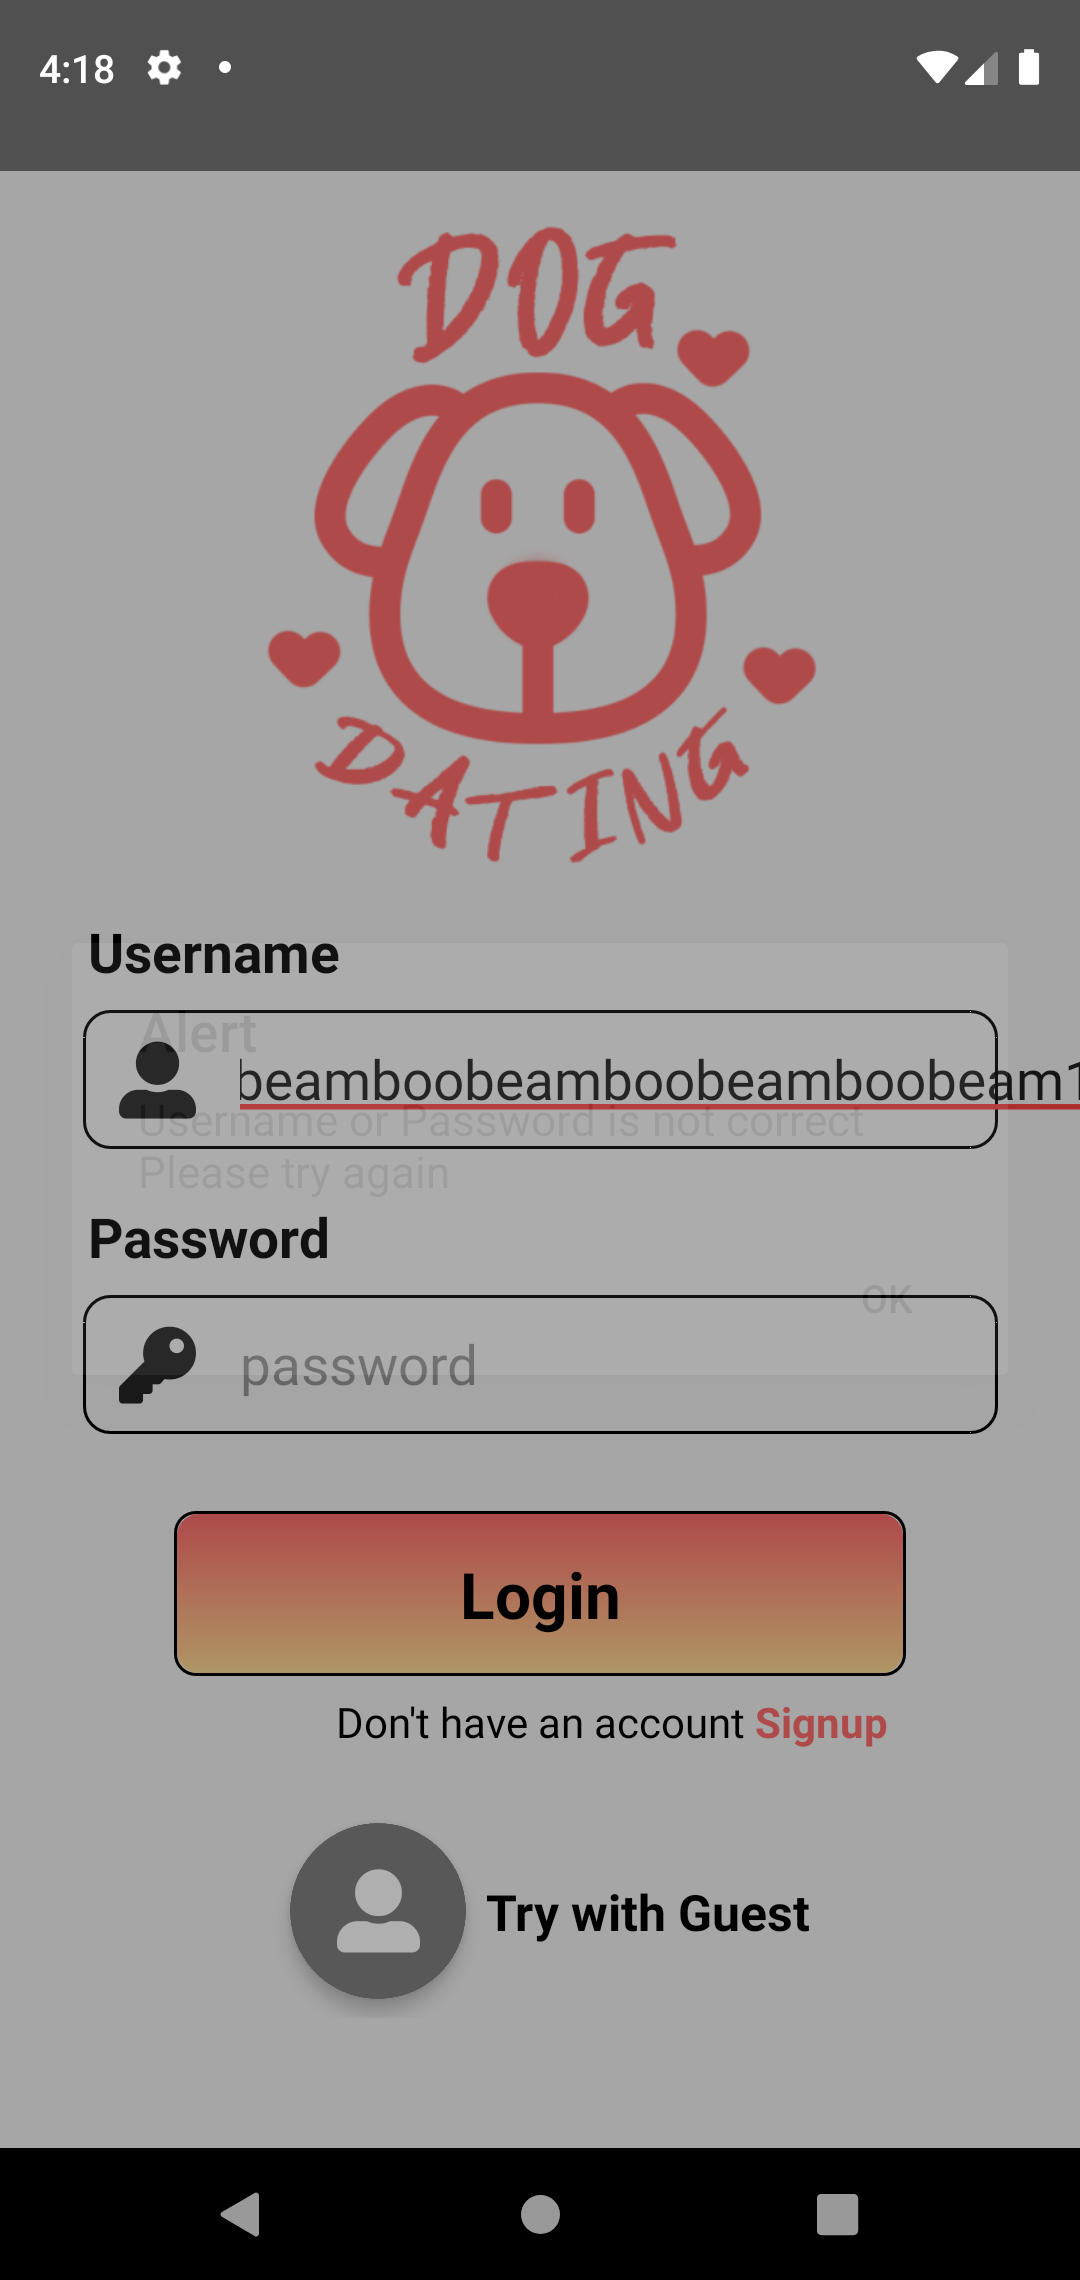 4:18
DOG
DATING
Username
Alert
beamboobeamboobeamboobeam1
Username or Password is not correct
Please try again
Password
OK
password
Login
Don't have an account Signup
Try with Guest